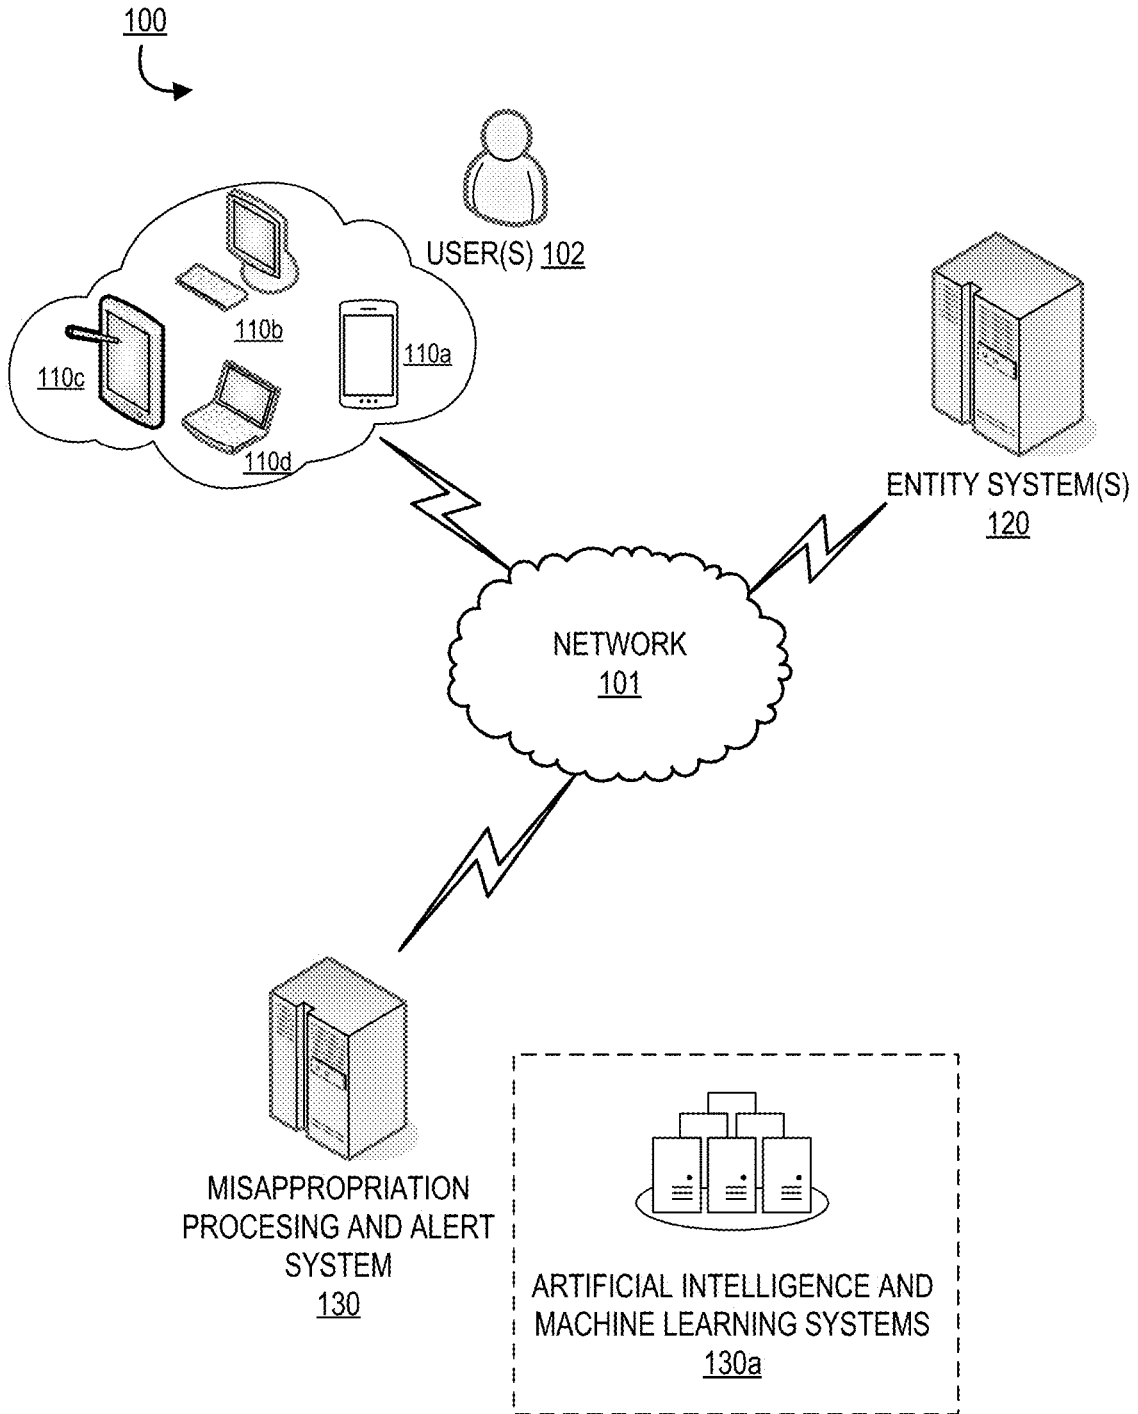 100
USER(S) 102
110b
110a
110c
110d
ENTITY SYSTEM(S)
120
NETWORK
101
MISAPPROPRIATION
PROCESING AND ALERT
SYSTEM
130
ARTIFICIAL INTELLIGENCE AND
MACHINE LEARNING SYSTEMS
130a